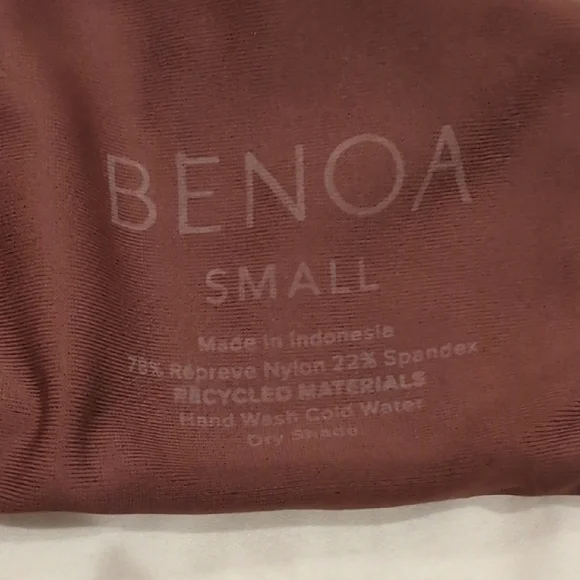 BENOA
SMALL
Made in Indonesia
78% Repreve Nylon 22% Spandex
RECYCLED MATERIALS
Hand Wash Cold Water
Dry Shade